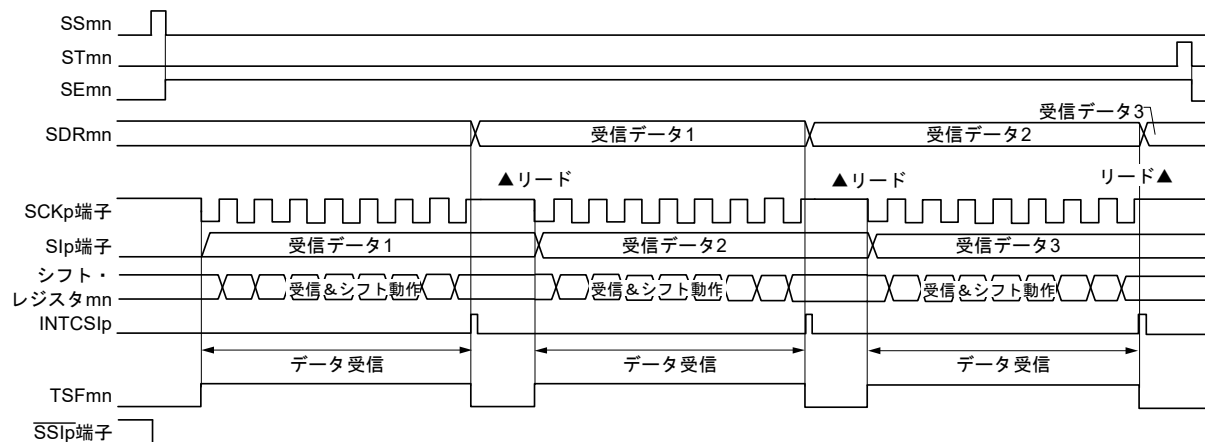 SSmn
STmn
SEmn
受信データ3
SDRmn
受信データ1
受信データ2
▲リード
▲リード
リード▲
SCKp端子
SIp端子
受信データ1
受信データ2
受信データ3
シフト・
レジスタmn
受信&シフト動作
受信&シフト動作
受信&シフト動作
INTCSIp
データ受信
データ受信
データ受信
TSFmn
SSIp端子